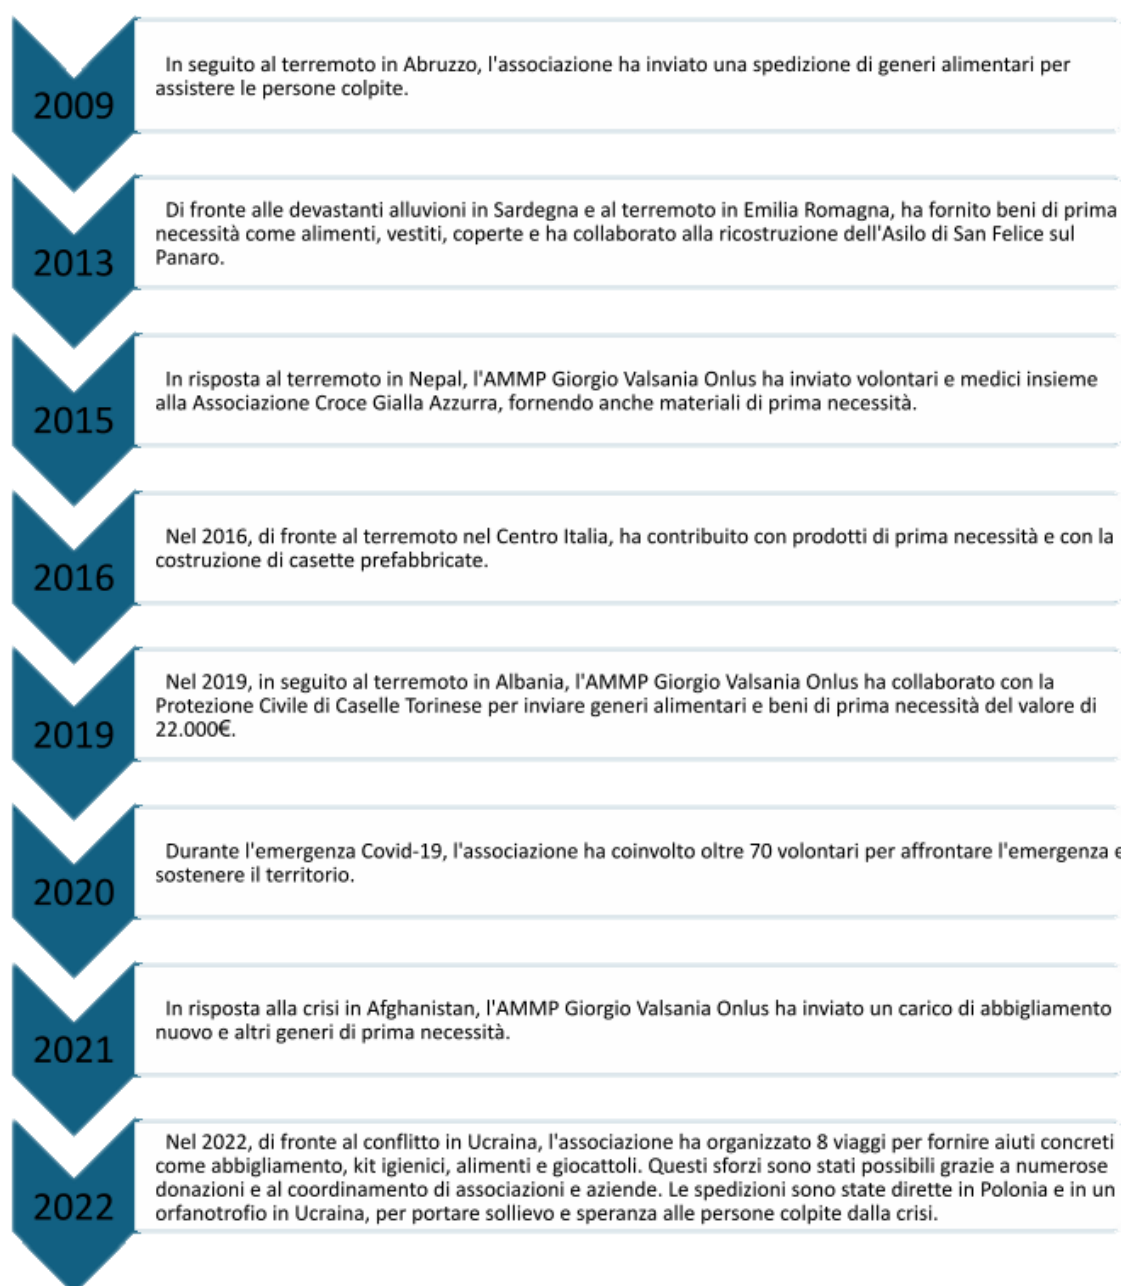 2009
In seguito al terremoto in Abruzzo, l'associazione ha inviato una spedizione di generi alimentari per
assistere le persone colpite.
2013
Di fronte alle devastanti alluvioni in Sardegna e al terremoto in Emilia Romagna, ha fornito beni di prima
necessità come alimenti, vestiti, coperte e ha collaborato alla ricostruzione dell'Asilo di San Felice sul
Panaro.
2015
In risposta al terremoto in Nepal, l'AMMP Giorgio Valsania Onlus ha inviato volontari e medici insieme
alla Associazione Croce Gialla Azzurra, fornendo anche materiali di prima necessità.
2016
Nel 2016, di fronte al terremoto nel Centro Italia, ha contribuito con prodotti di prima necessità e con la
costruzione di casette prefabbricate.
2019
Nel 2019, in seguito al terremoto in Albania, l'AMMP Giorgio Valsania Onlus ha collaborato con la
Protezione Civile di Caselle Torinese per inviare generi alimentari e beni di prima necessità del valore di
22.000€.
2020
Durante l'emergenza Covid-19, l'associazione ha coinvolto oltre 70 volontari per affrontare l'emergenza e
sostenere il territorio.
2021
In risposta alla crisi in Afghanistan, l'AMMP Giorgio Valsania Onlus ha inviato un carico di abbigliamento
nuovo e altri generi di prima necessità.
2022
Nel 2022, di fronte al conflitto in Ucraina, l'associazione ha organizzato 8 viaggi per fornire aiuti concreti
come abbigliamento, kit igienici, alimenti e giocattoli. Questi sforzi sono stati possibili grazie a numerose
donazioni e al coordinamento di associazioni e aziende. Le spedizioni sono state dirette in Polonia e in un
orfanotrofio in Ucraina, per portare sollievo e speranza alle persone colpite dalla crisi.